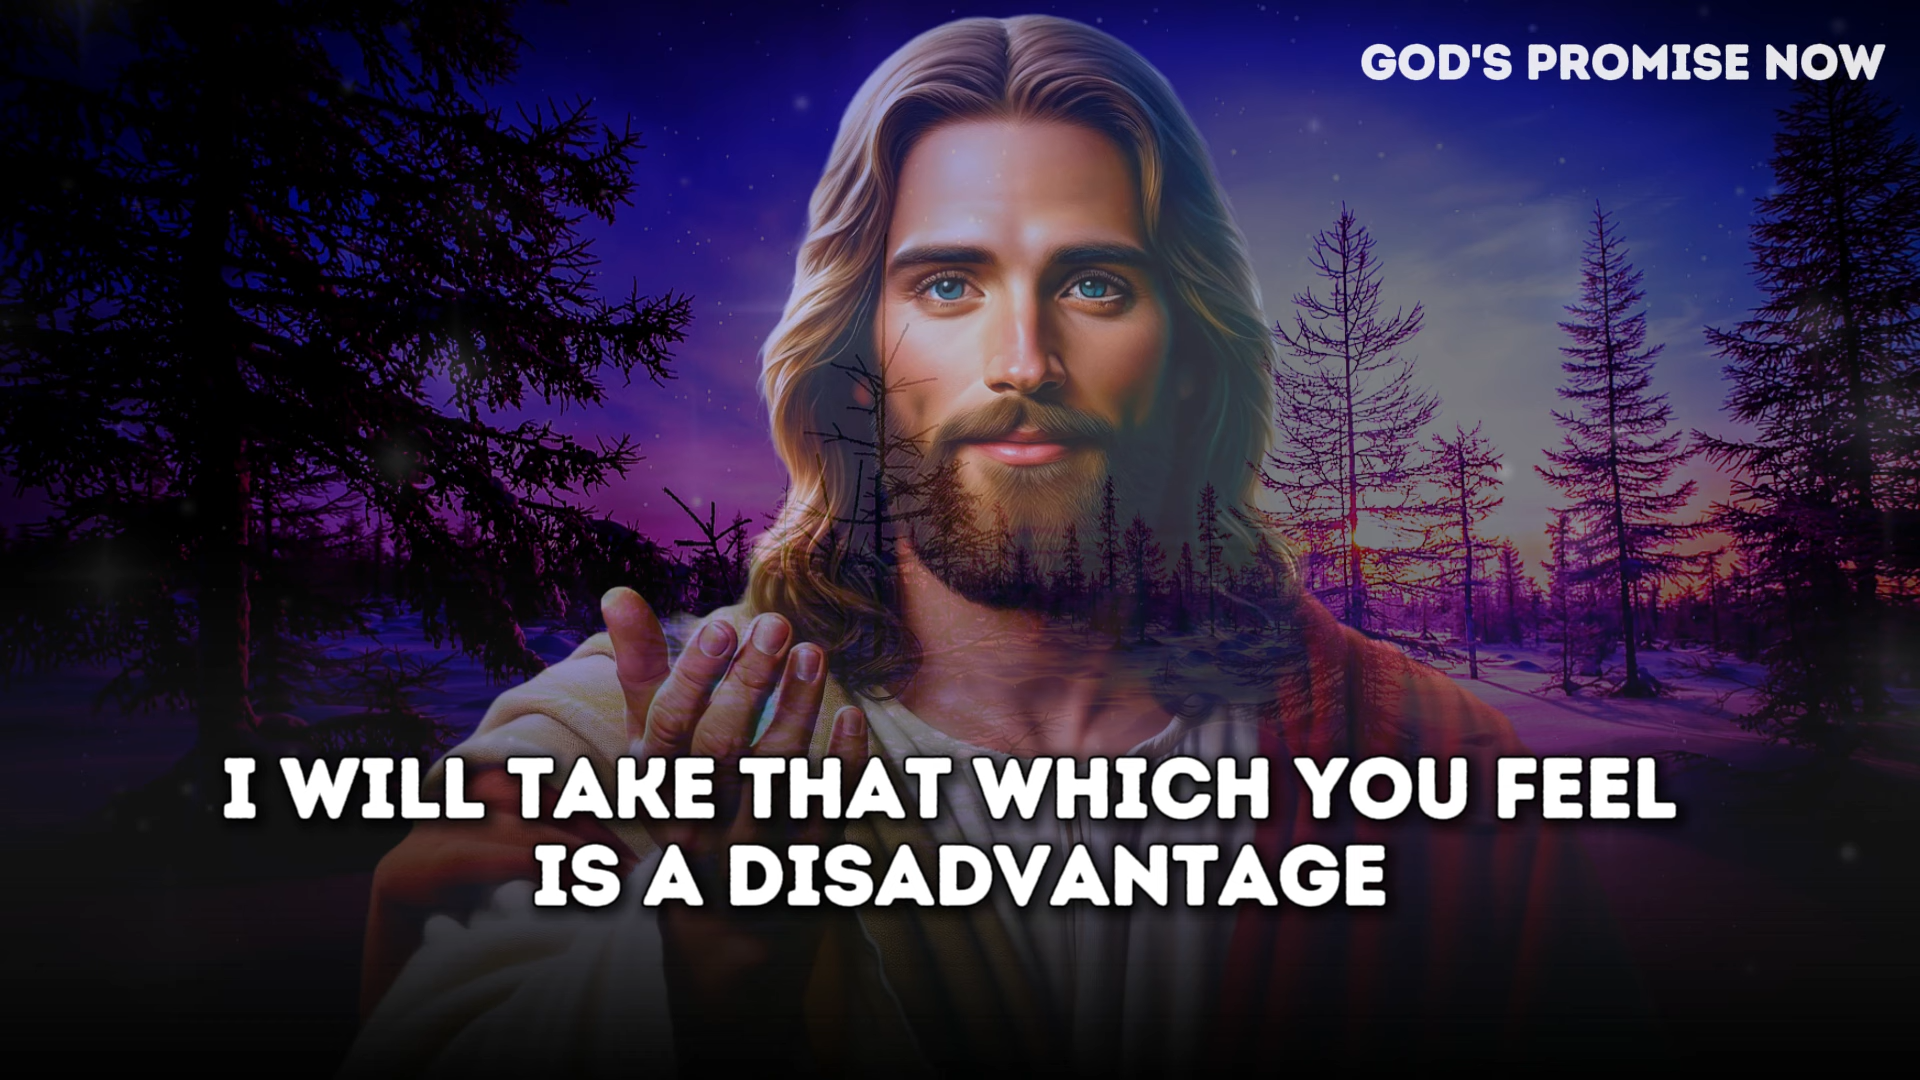 GOD'S PROMISE NOW
I WILL TAKE THAT WHICH YOU FEEL
IS A DISADVANTAGE